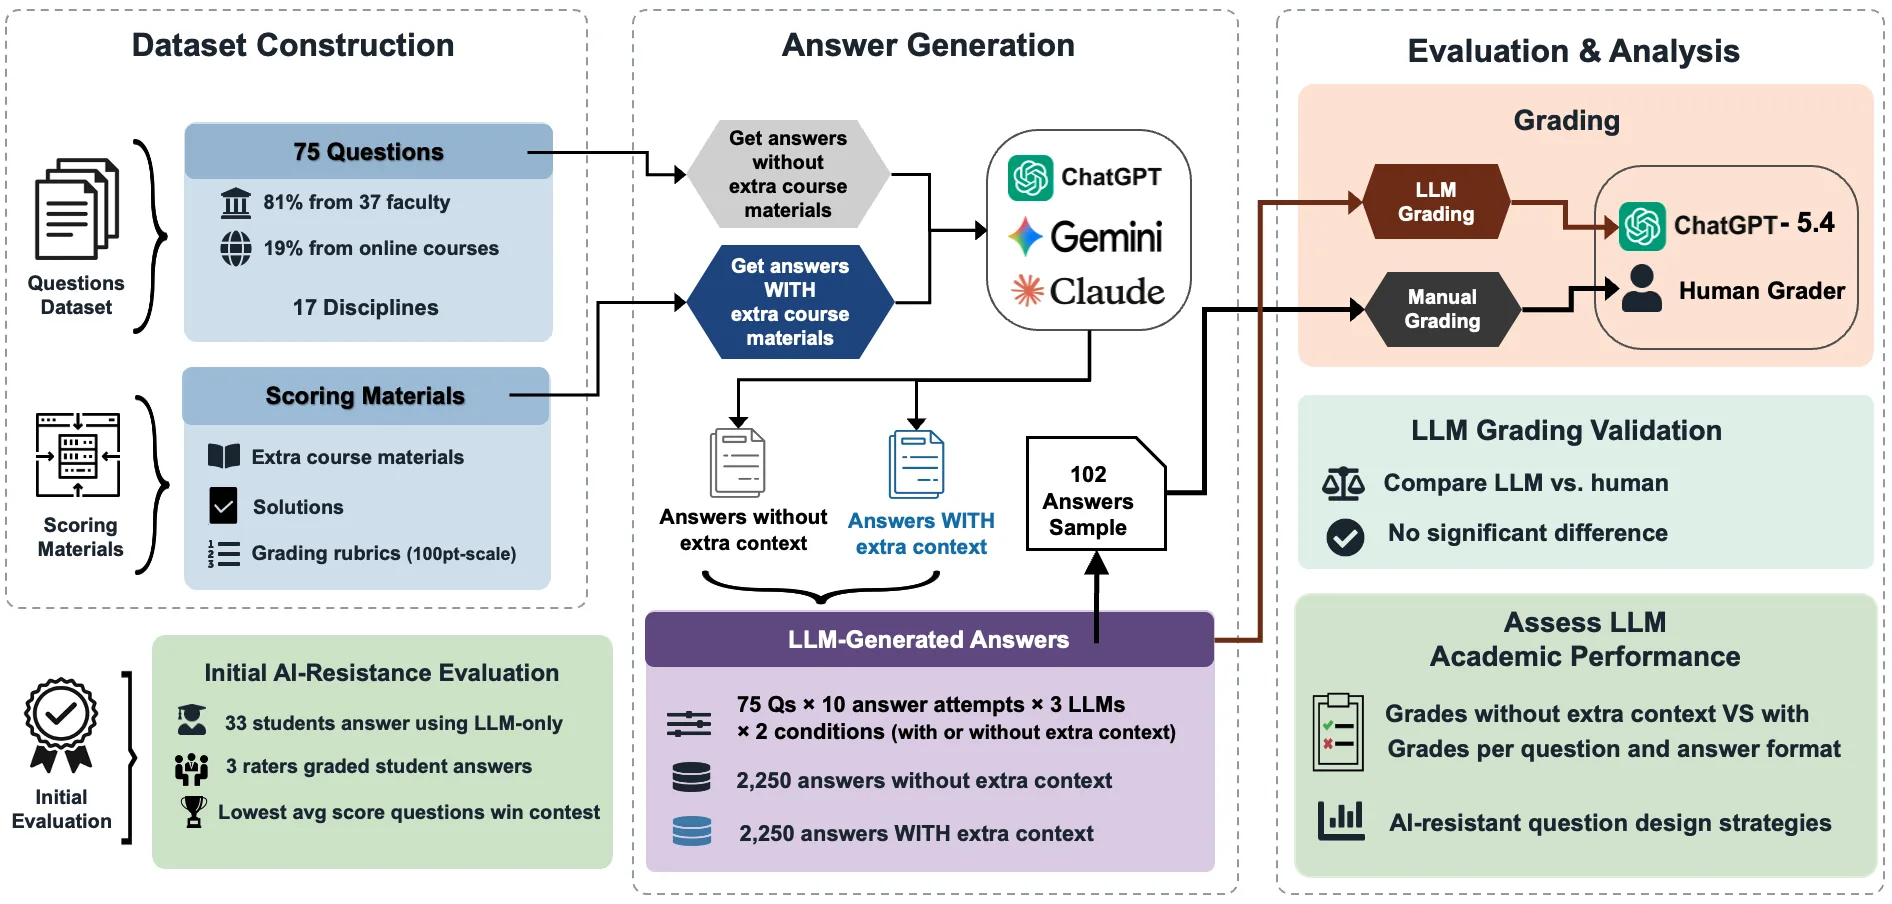 Dataset Construction
Questions
Dataset
75 Questions
81% from 37 faculty
19% from online courses
17 Disciplines
Scoring
Materials
Scoring Materials
Extra course materials
Solutions
1
2
3
Grading rubrics (100pt-scale)
Initial
Evaluation
Initial AI-Resistance Evaluation
33 students answer using LLM-only
3 raters graded student answers
Lowest avg score questions win contest
Answer Generation
Get answers
without
extra course
materials
Get answers
WITH
extra course
materials
ChatGPT
Gemini
Claude
Answers without
extra context
Answers WITH
extra context
102
Answers
Sample
LLM-Generated Answers
75 Qs × 10 answer attempts × 3 LLMs
× 2 conditions (with or without extra context)
2,250 answers without extra context
2,250 answers WITH extra context
Evaluation & Analysis
Grading
LLM
Grading
ChatGPT- 5.4
Manual
Grading
Human Grader
LLM Grading Validation
Compare LLM vs. human
No significant difference
Assess LLM
Academic Performance
Grades without extra context VS with
Grades per question and answer format
AI-resistant question design strategies